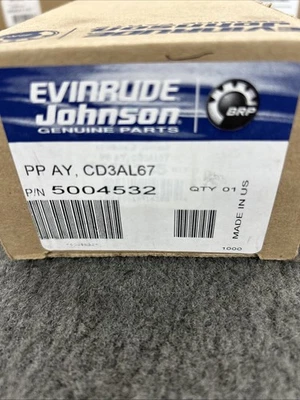 EVINRUDE
Johnson
GENUINE PARTS
BRP
PP AY, CD3AL67
P/N 5004532
QTY 01
MADE IN US
1000